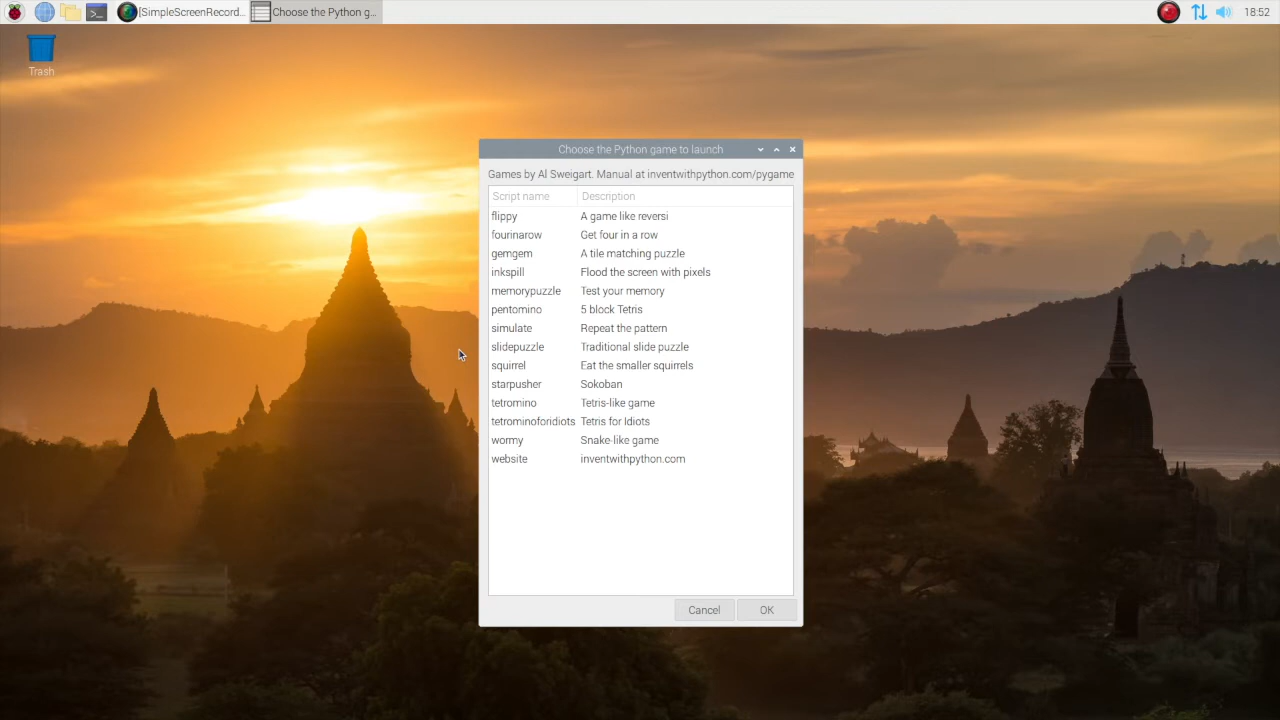 [SimpleScreenRecord... Choose the Python g... 18:52
Trash
Choose the Python game to launch
Games by Al Sweigart. Manual at inventwithpython.com/pygame
Script name Description
flippy A game like reversi
fourinarow Get four in a row
gemgem A tile matching puzzle
inkspill Flood the screen with pixels
memorypuzzle Test your memory
pentomino 5 block Tetris
simulate Repeat the pattern
slidepuzzle Traditional slide puzzle
squirrel Eat the smaller squirrels
starpusher Sokoban
tetromino Tetris-like game
tetrominoforidiots Tetris for Idiots
wormy Snake-like game
website inventwithpython.com
Cancel OK